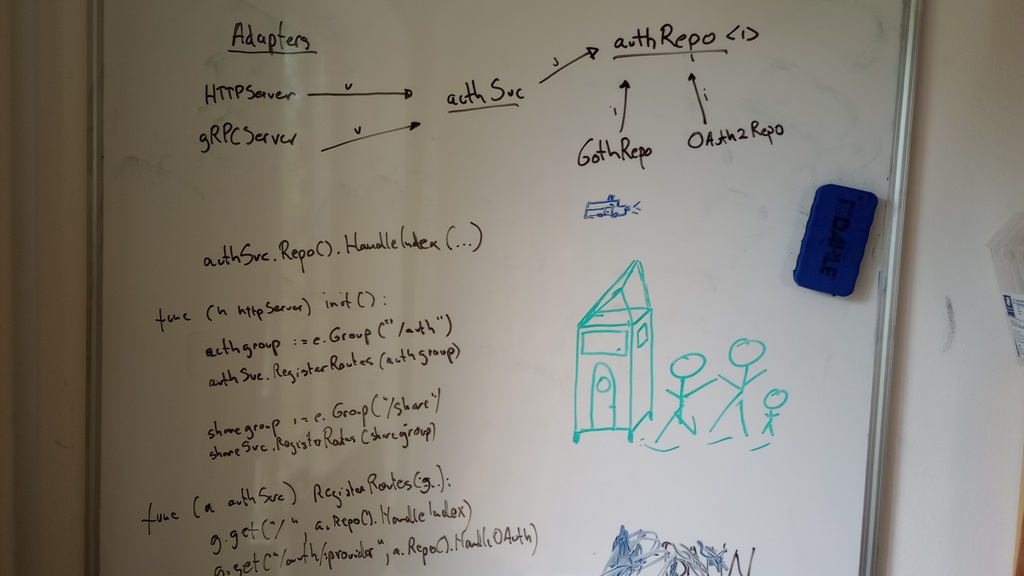 Adapters
authRepo <i>
HTTPServer
v
authSvc
gRPCServer
v
i
i
GothRepo
OAuth2Repo
authSvc.Repo().HandleIndex(...)
func (h httpServer) init():
authgroup := e.Group("/auth")
authSvc.RegisterRoutes(authgroup)
sharegroup := e.Group("/share")
shareSvc.RegisterRoutes(sharegroup)
func (a authSvc) RegisterRoutes(g..):
g.get("/", a.Repo().HandleIndex)
g.get("/auth/:provider", a.Repo().HandleOAuth)